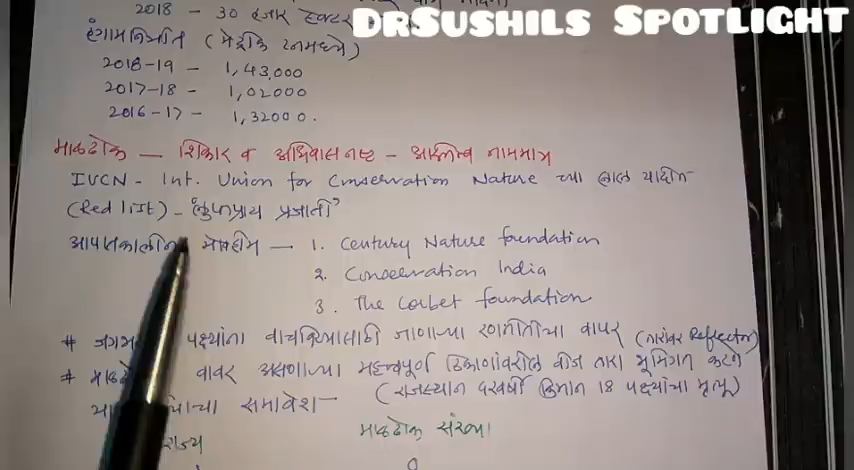 DRSUSHILS SPOTLIGHT
2018 - 30 हजार हेक्टर
हंगामनिर्मिती (मेट्रीक टनमध्ये)
2018-19 - 1,43,000
2017-18 - 1,02000
2016-17 - 1,32000.
माळढोक — शिकार व अधिवास नष्ट - अस्तित्व नाममात्र
IUCN - Int. Union for Conservation Nature च्या लाल यादीत
(Red list) - "लुप्तप्राय प्रजाती"
आपत्कालीन मोहीम — 1. Century Nature foundation
2. Conservation India
3. The Corbet foundation
# पक्ष्यांना वाचविण्यासाठी जाणाऱ्या रणनितीचा वापर (तारांवर Reflector)
# वावर असणाऱ्या महत्त्वपूर्ण ठिकाणांवरील वीज तारा भूमिगत करणे
समावेश - (राजस्थान दरवर्षी किमान 18 पक्ष्यांचा मृत्यू)
राज्य माळढोक संख्या